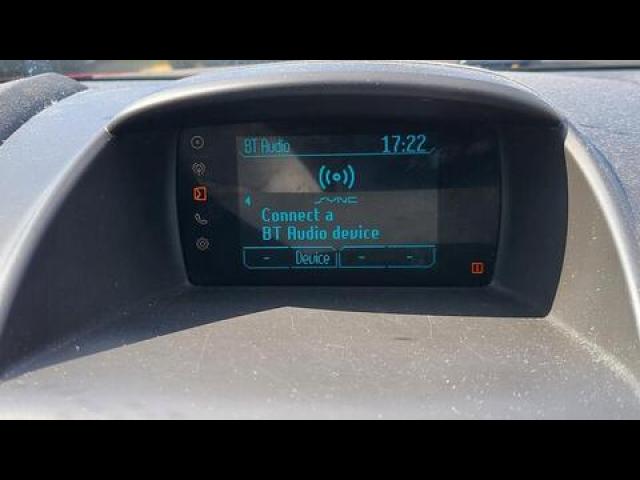 BT Audio 17:22
SYNC
Connect a
BT Audio device
- Device - -